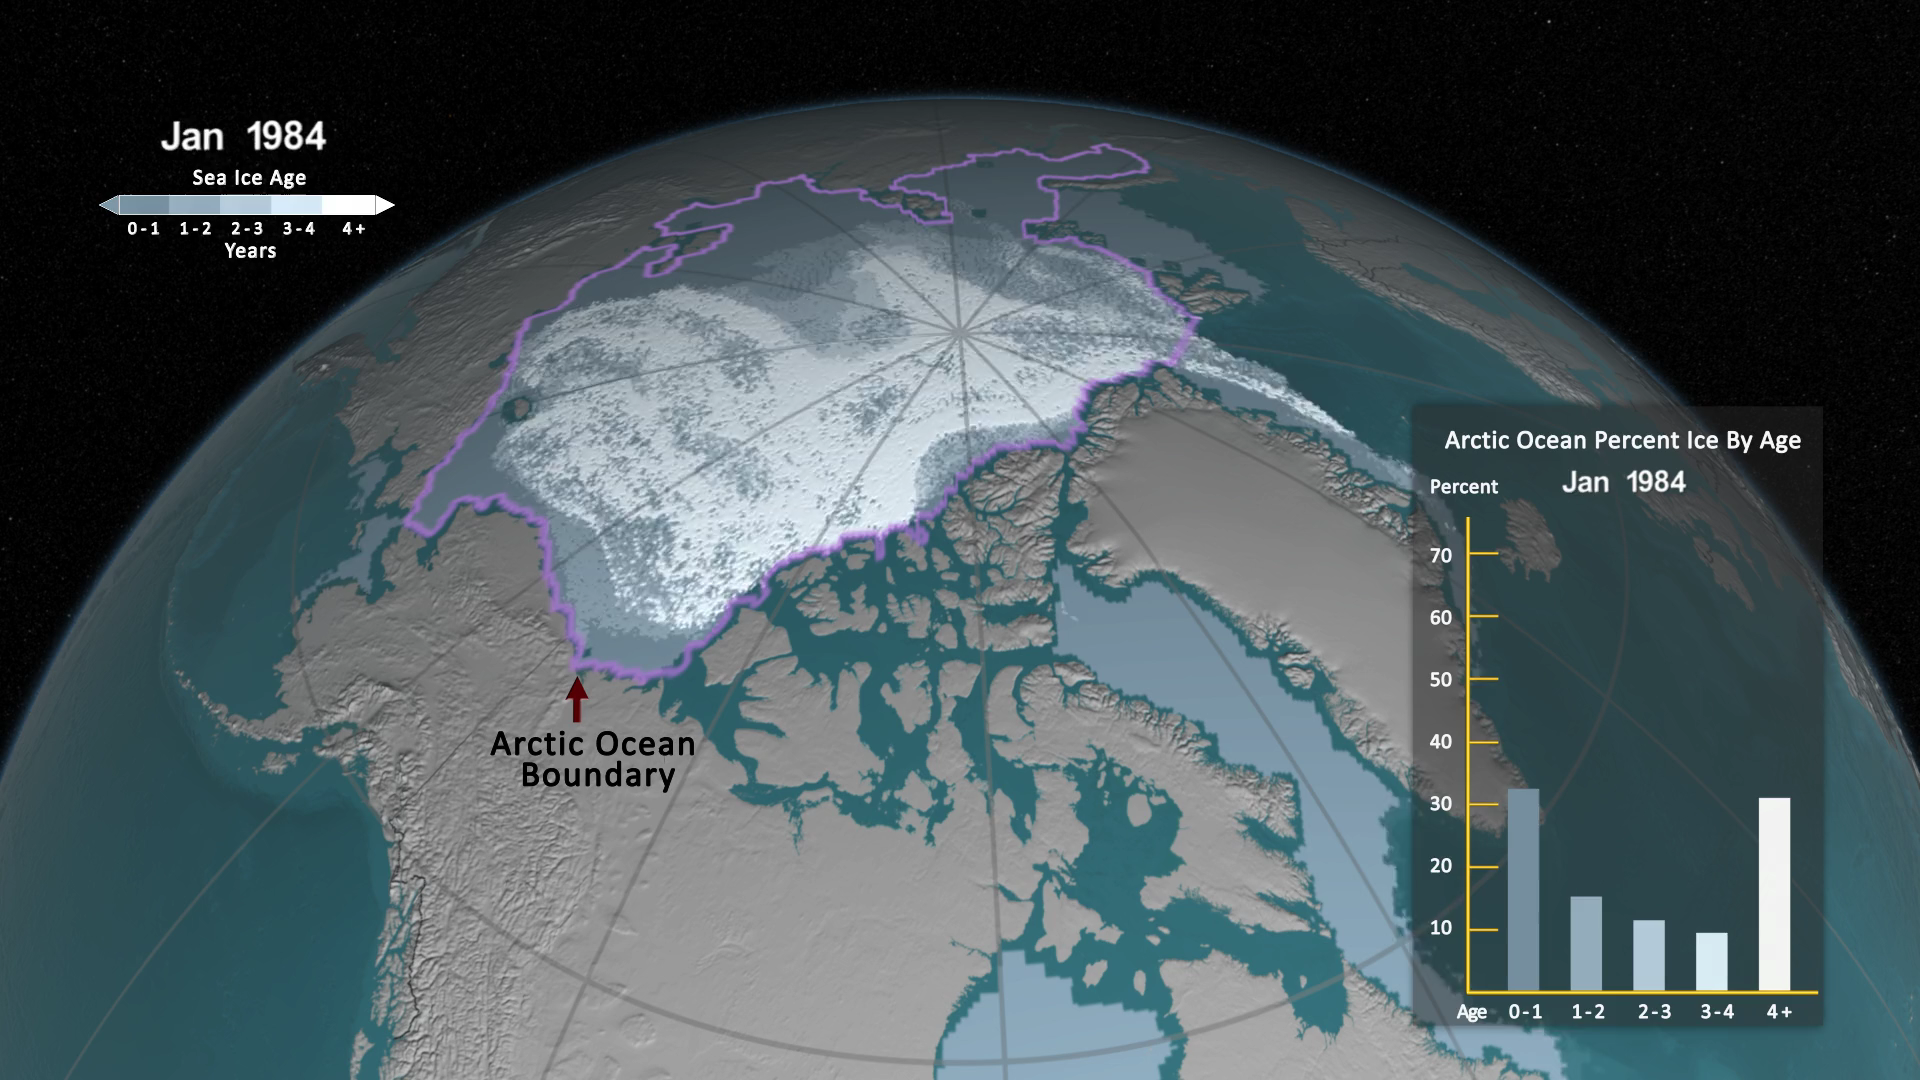 Jan 1984
Sea Ice Age
0-1 1-2 2-3 3-4 4+
Years
Arctic Ocean
Boundary
Arctic Ocean Percent Ice By Age
Percent Jan 1984
70
60
50
40
30
20
10
Age 0-1 1-2 2-3 3-4 4+